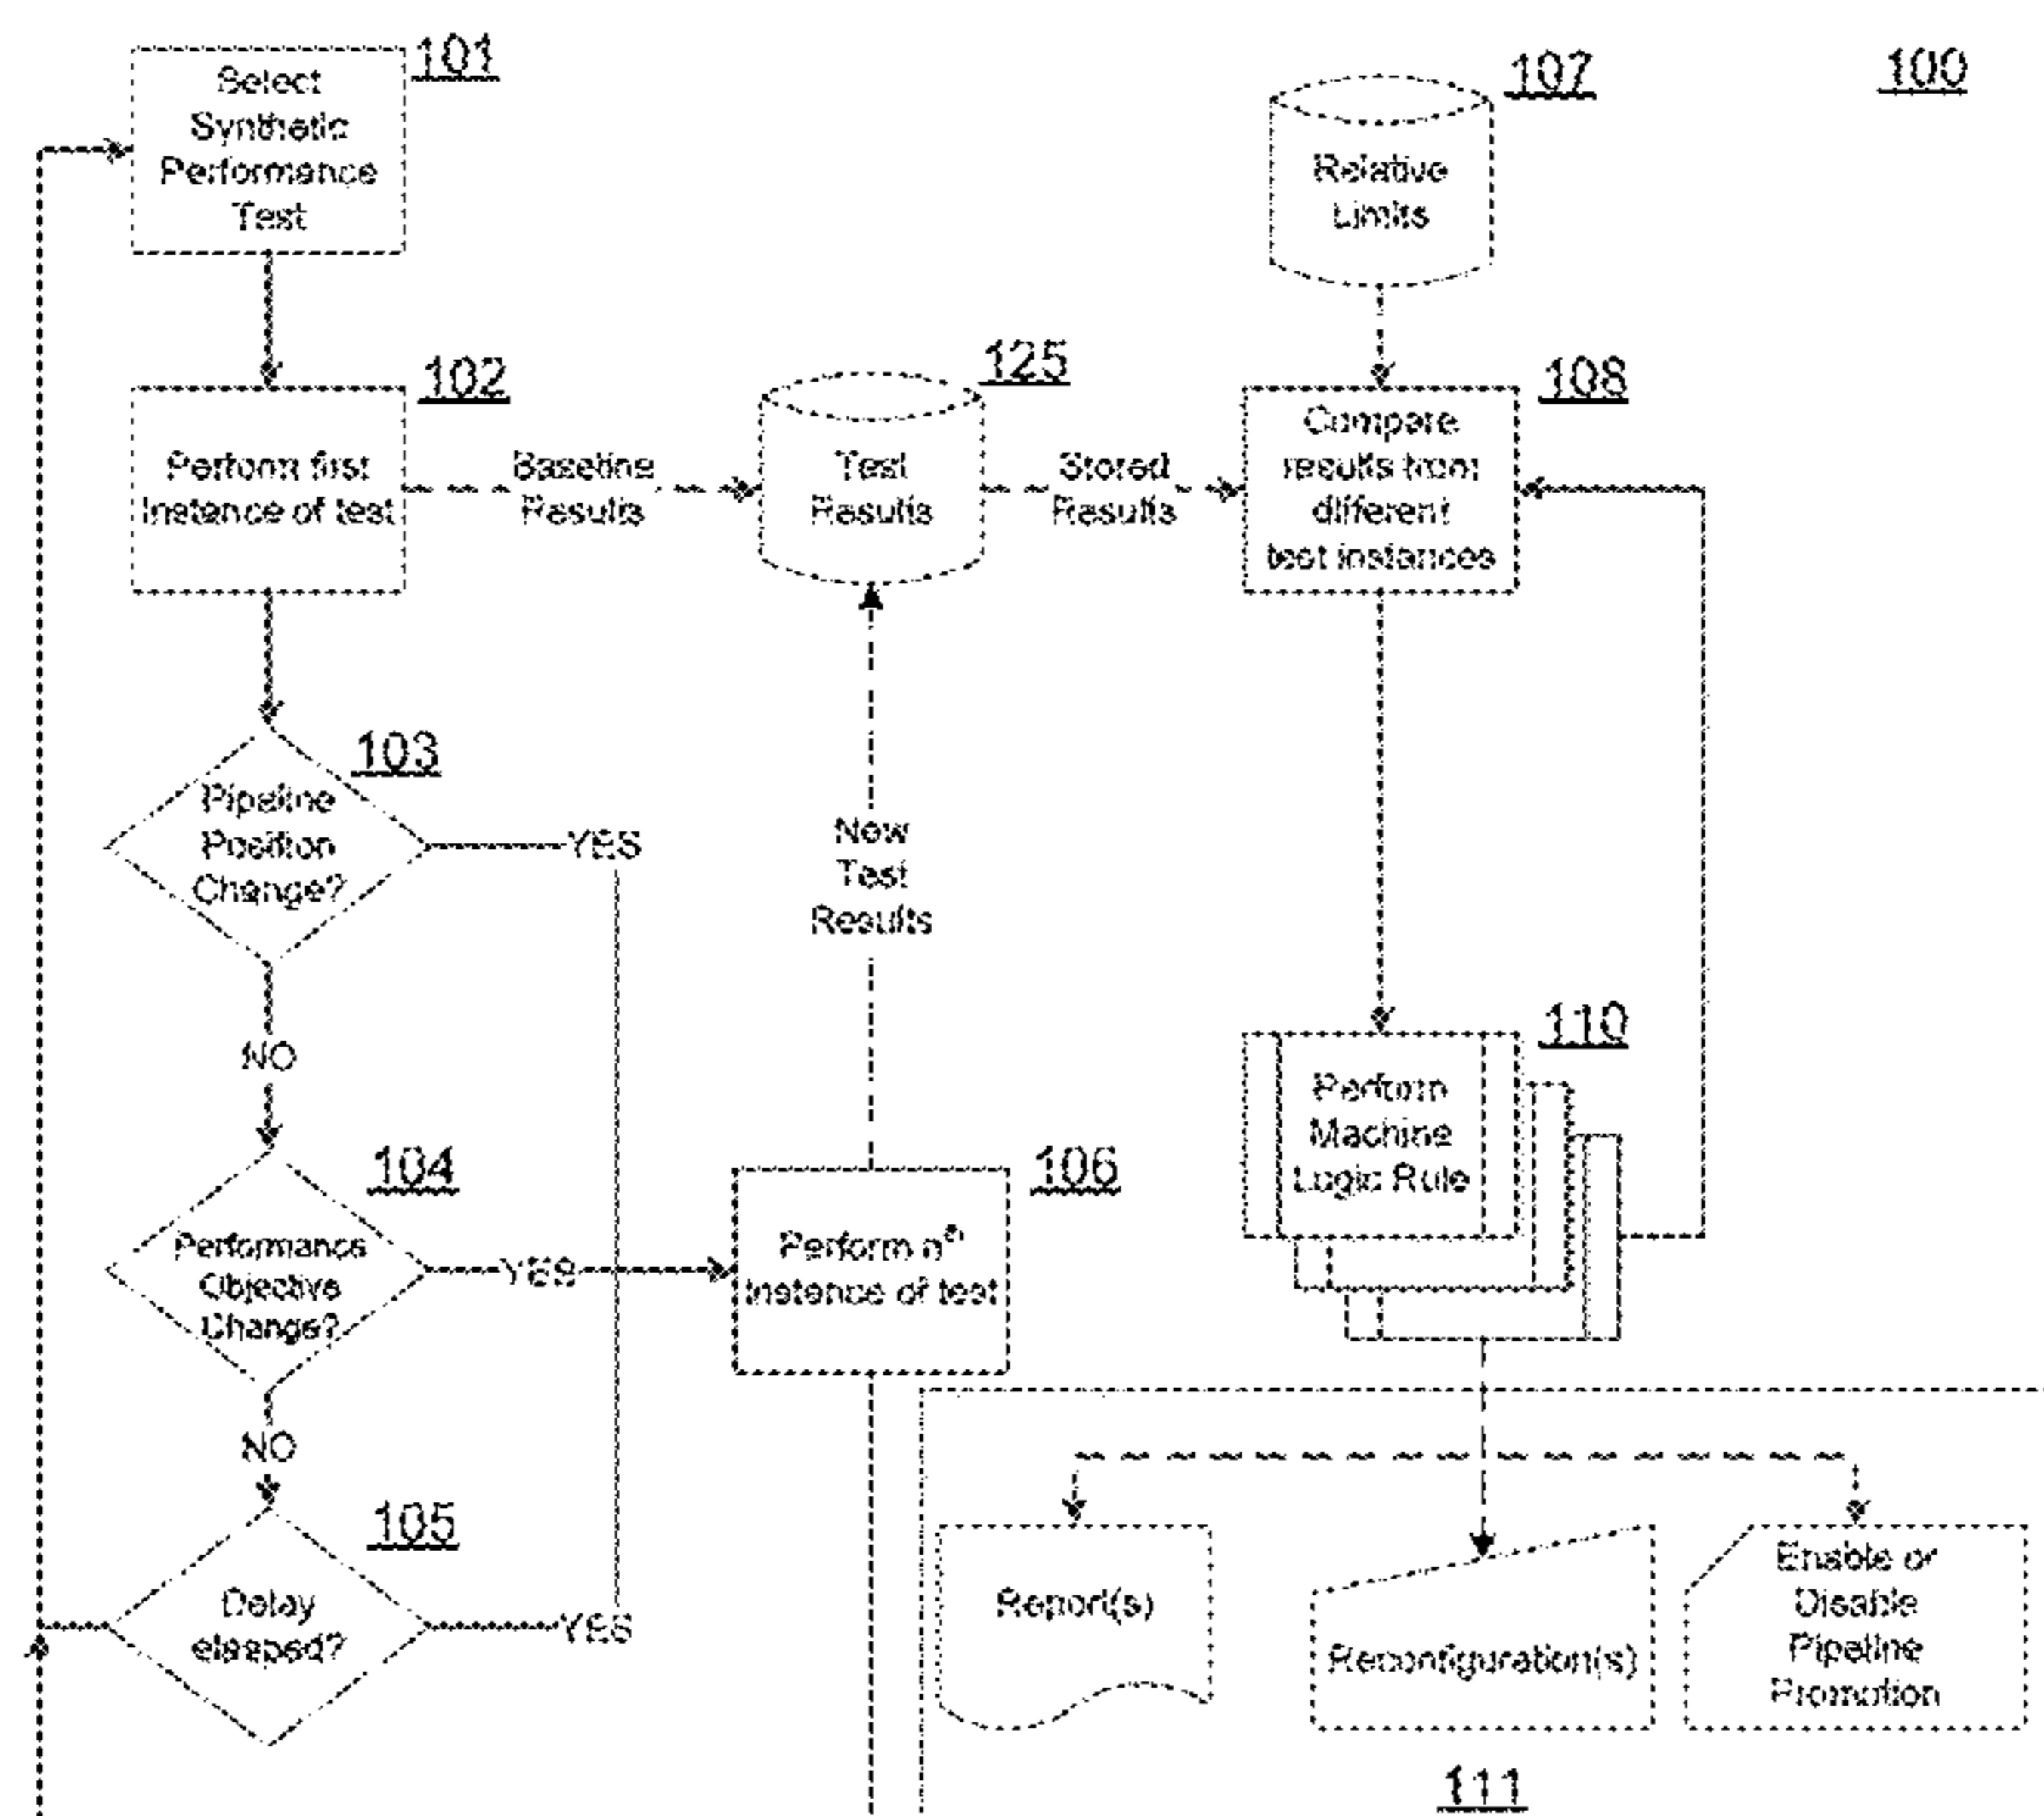 100
101
Select
Synthetic
Performance
Test
107
Relative
Limits
102
Perform first
instance of test
Baseline
Results
125
Test
Results
Stored
Results
108
Compare
results from
different
test instances
103
Pipeline
Position
Change?
YES
NO
New
Test
Results
104
Performance
Objective
Change?
YES
NO
106
Perform nth
instance of test
110
Perform
Machine
Logic Rule
105
Delay
elasped?
YES
Report(s)
Reconfiguration(s)
Enable or
Disable
Pipeline
Promotion
111